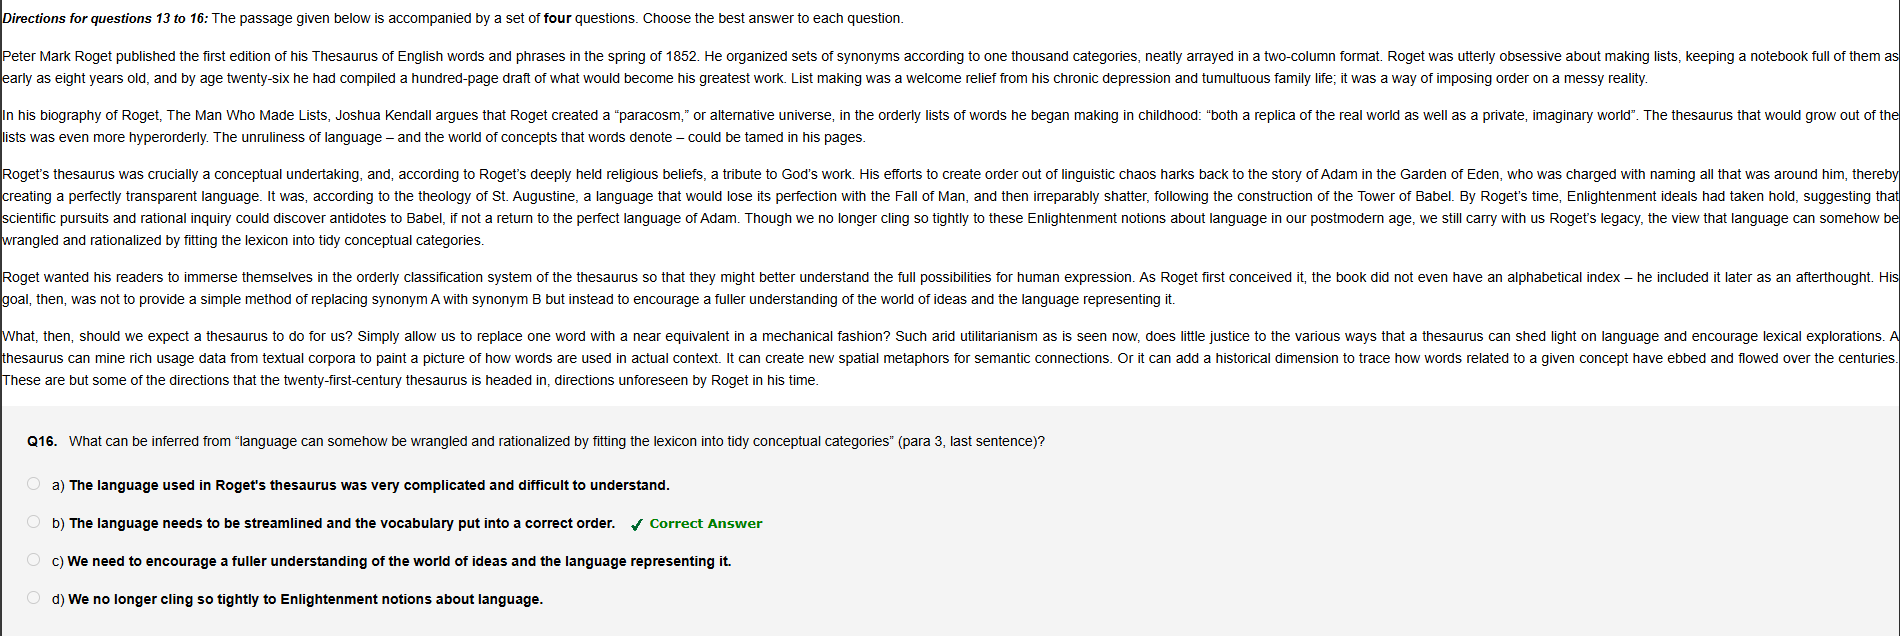 Directions for questions 13 to 16: The passage given below is accompanied by a set of four questions. Choose the best answer to each question.
Peter Mark Roget published the first edition of his Thesaurus of English words and phrases in the spring of 1852. He organized sets of synonyms according to one thousand categories, neatly arrayed in a two-column format. Roget was utterly obsessive about making lists, keeping a notebook full of them as
early as eight years old, and by age twenty-six he had compiled a hundred-page draft of what would become his greatest work. List making was a welcome relief from his chronic depression and tumultuous family life; it was a way of imposing order on a messy reality.
In his biography of Roget, The Man Who Made Lists, Joshua Kendall argues that Roget created a “paracosm,” or alternative universe, in the orderly lists of words he began making in childhood: “both a replica of the real world as well as a private, imaginary world”. The thesaurus that would grow out of the
lists was even more hyperorderly. The unruliness of language – and the world of concepts that words denote – could be tamed in his pages.
Roget’s thesaurus was crucially a conceptual undertaking, and, according to Roget’s deeply held religious beliefs, a tribute to God’s work. His efforts to create order out of linguistic chaos harks back to the story of Adam in the Garden of Eden, who was charged with naming all that was around him, thereby
creating a perfectly transparent language. It was, according to the theology of St. Augustine, a language that would lose its perfection with the Fall of Man, and then irreparably shatter, following the construction of the Tower of Babel. By Roget’s time, Enlightenment ideals had taken hold, suggesting that
scientific pursuits and rational inquiry could discover antidotes to Babel, if not a return to the perfect language of Adam. Though we no longer cling so tightly to these Enlightenment notions about language in our postmodern age, we still carry with us Roget’s legacy, the view that language can somehow be
wrangled and rationalized by fitting the lexicon into tidy conceptual categories.
Roget wanted his readers to immerse themselves in the orderly classification system of the thesaurus so that they might better understand the full possibilities for human expression. As Roget first conceived it, the book did not even have an alphabetical index – he included it later as an afterthought. His
goal, then, was not to provide a simple method of replacing synonym A with synonym B but instead to encourage a fuller understanding of the world of ideas and the language representing it.
What, then, should we expect a thesaurus to do for us? Simply allow us to replace one word with a near equivalent in a mechanical fashion? Such arid utilitarianism as is seen now, does little justice to the various ways that a thesaurus can shed light on language and encourage lexical explorations. A
thesaurus can mine rich usage data from textual corpora to paint a picture of how words are used in actual context. It can create new spatial metaphors for semantic connections. Or it can add a historical dimension to trace how words related to a given concept have ebbed and flowed over the centuries.
These are but some of the directions that the twenty-first-century thesaurus is headed in, directions unforeseen by Roget in his time.
Q16. What can be inferred from “language can somehow be wrangled and rationalized by fitting the lexicon into tidy conceptual categories” (para 3, last sentence)?
a) The language used in Roget's thesaurus was very complicated and difficult to understand.
b) The language needs to be streamlined and the vocabulary put into a correct order. ✓ Correct Answer
c) We need to encourage a fuller understanding of the world of ideas and the language representing it.
d) We no longer cling so tightly to Enlightenment notions about language.